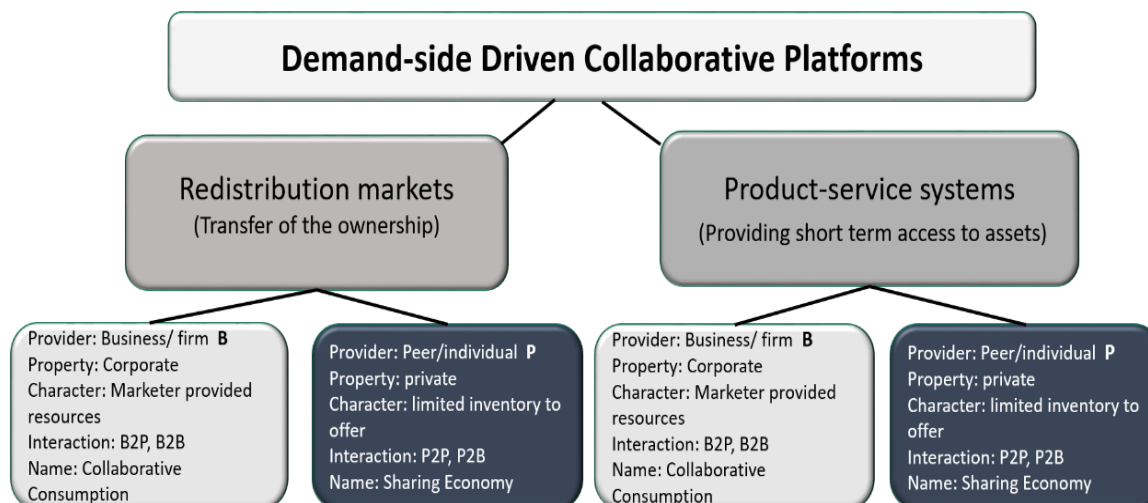 Demand-side Driven Collaborative Platforms
Redistribution markets
(Transfer of the ownership)
Product-service systems
(Providing short term access to assets)
Provider: Business/ firm B
Property: Corporate
Character: Marketer provided
resources
Interaction: B2P, B2B
Name: Collaborative
Consumption
Provider: Peer/individual P
Property: private
Character: limited inventory to
offer
Interaction: P2P, P2B
Name: Sharing Economy
Provider: Business/ firm B
Property: Corporate
Character: Marketer provided
resources
Interaction: B2P, B2B
Name: Collaborative
Consumption
Provider: Peer/individual P
Property: private
Character: limited inventory to
offer
Interaction: P2P, P2B
Name: Sharing Economy